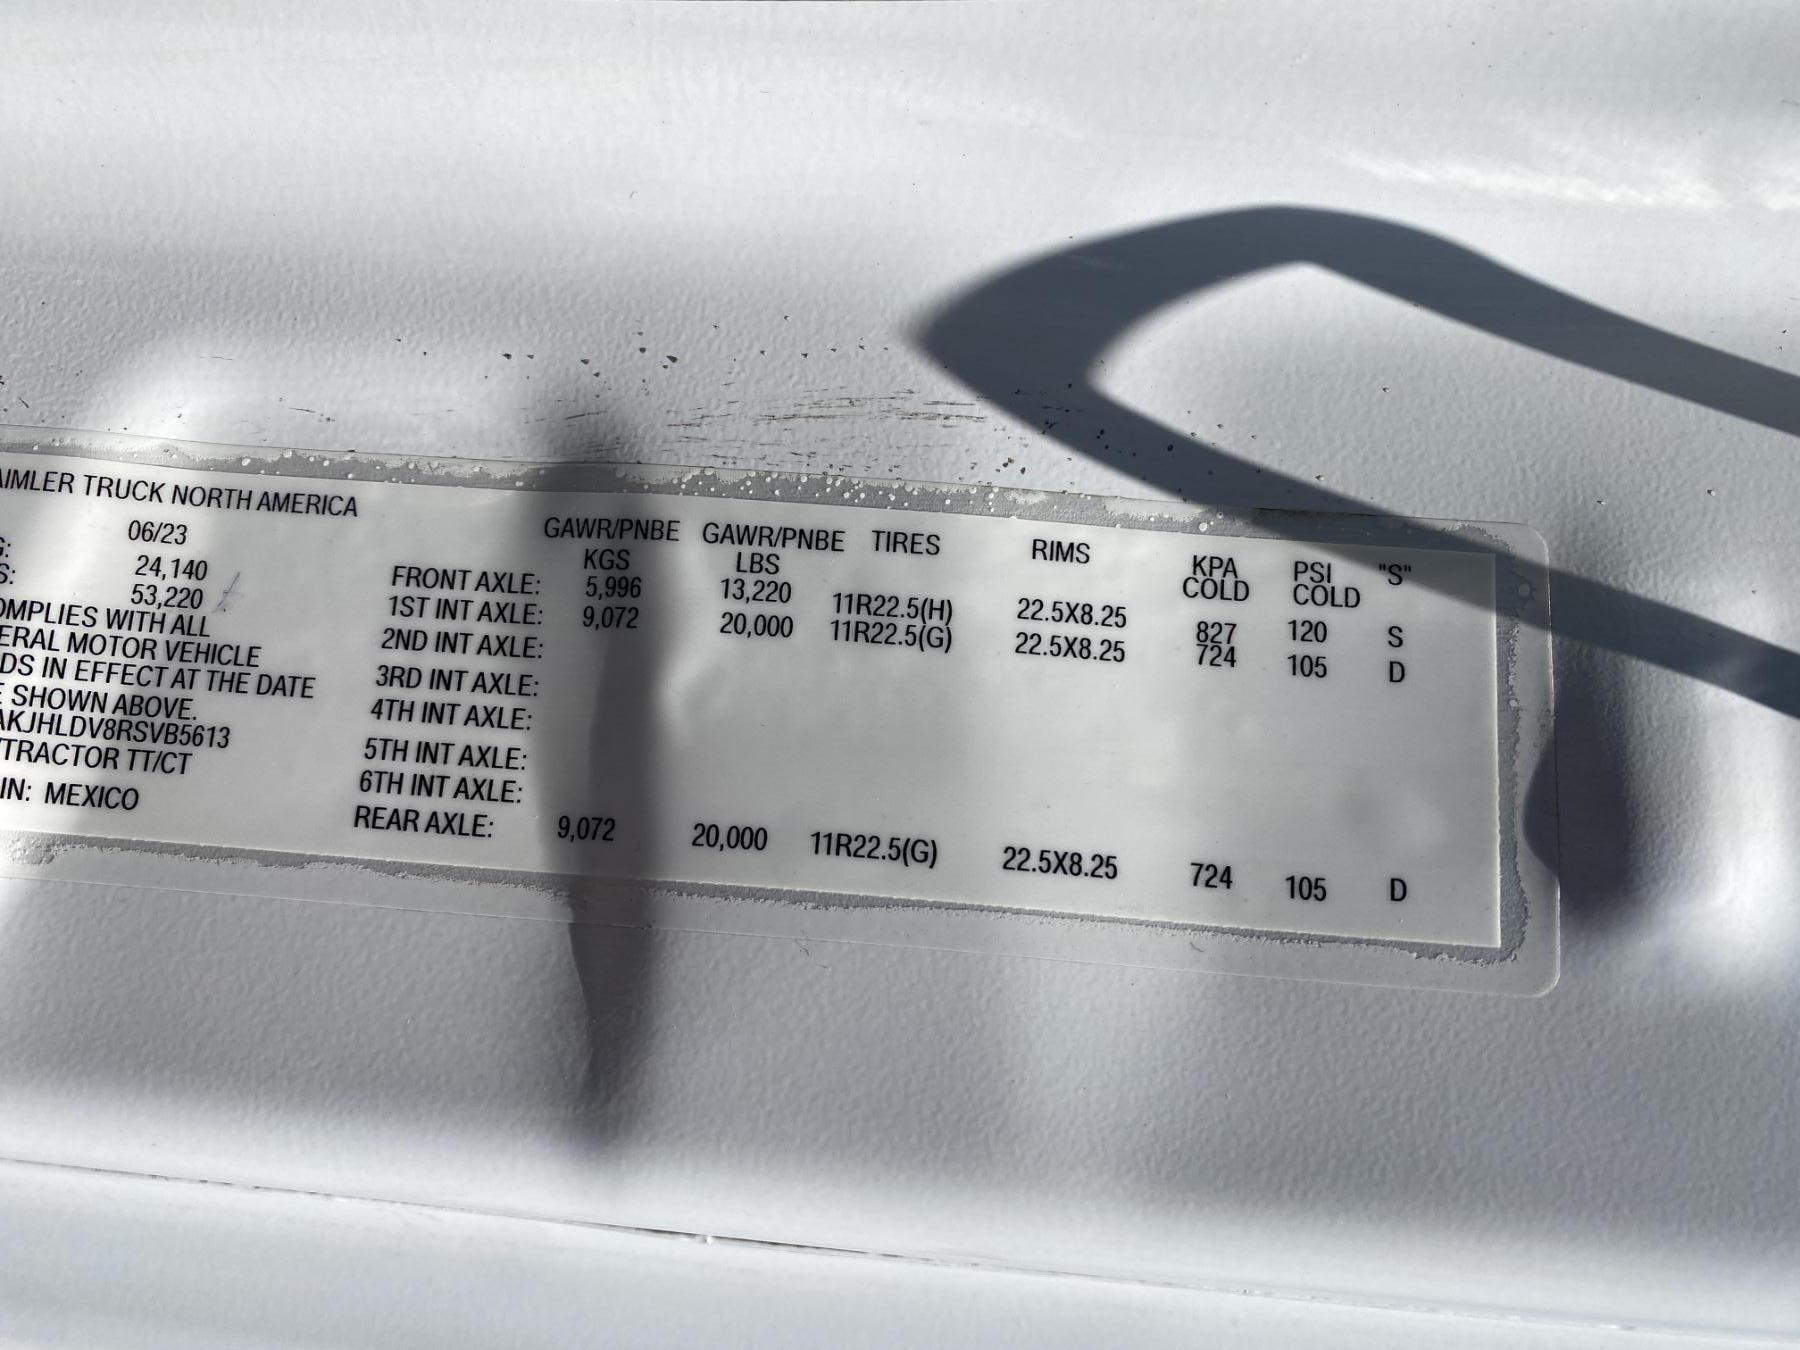 AIMLER TRUCK NORTH AMERICA
06/23
G: 24,140
S: 53,220
OMPLIES WITH ALL
ERAL MOTOR VEHICLE
DS IN EFFECT AT THE DATE
E SHOWN ABOVE.
AKJHLDV8RSVB5613
/TRACTOR TT/CT
IN: MEXICO
GAWR/PNBE GAWR/PNBE TIRES RIMS KPA PSI "S"
KGS LBS COLD COLD
FRONT AXLE: 5,996 13,220 11R22.5(H) 22.5X8.25 827 120 S
1ST INT AXLE: 9,072 20,000 11R22.5(G) 22.5X8.25 724 105 D
2ND INT AXLE:
3RD INT AXLE:
4TH INT AXLE:
5TH INT AXLE:
6TH INT AXLE:
REAR AXLE: 9,072 20,000 11R22.5(G) 22.5X8.25 724 105 D